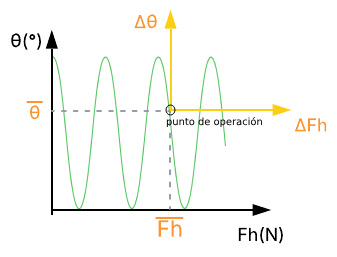 Δθ
θ(°)
θ̅
punto de operación
ΔFh
F̅h̅
Fh(N)